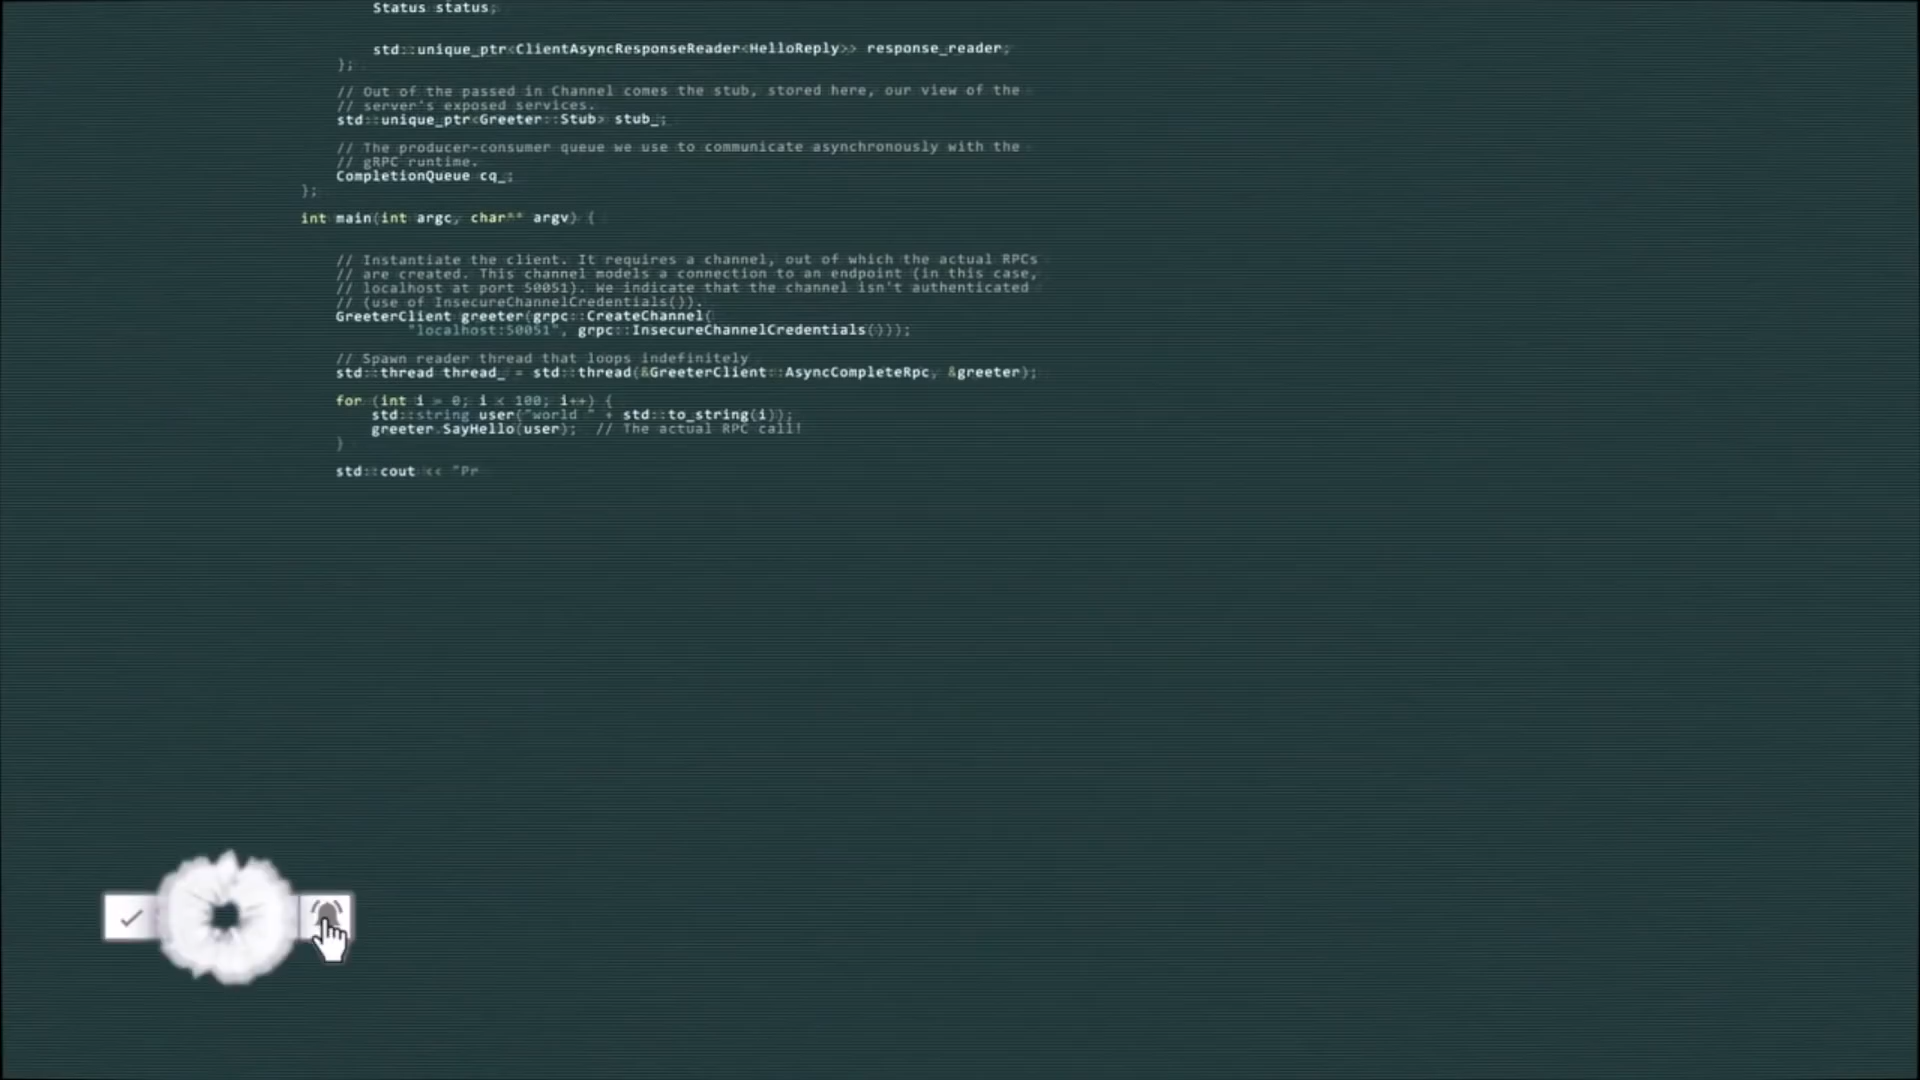 Status status;
std::unique_ptr<ClientAsyncResponseReader<HelloReply>> response_reader;
};
// Out of the passed in Channel comes the stub, stored here, our view of the
// server's exposed services.
std::unique_ptr<Greeter::Stub> stub_;
// The producer-consumer queue we use to communicate asynchronously with the
// gRPC runtime.
CompletionQueue cq_;
};
int main(int argc, char** argv) {
// Instantiate the client. It requires a channel, out of which the actual RPCs
// are created. This channel models a connection to an endpoint (in this case,
// localhost at port 50051). We indicate that the channel isn't authenticated
// (use of InsecureChannelCredentials()).
GreeterClient greeter(grpc::CreateChannel(
"localhost:50051", grpc::InsecureChannelCredentials()));
// Spawn reader thread that loops indefinitely
std::thread thread_ = std::thread(&GreeterClient::AsyncCompleteRpc, &greeter);
for (int i = 0; i < 100; i++) {
std::string user("world " + std::to_string(i));
greeter.SayHello(user);  // The actual RPC call!
}
std::cout << "Pr